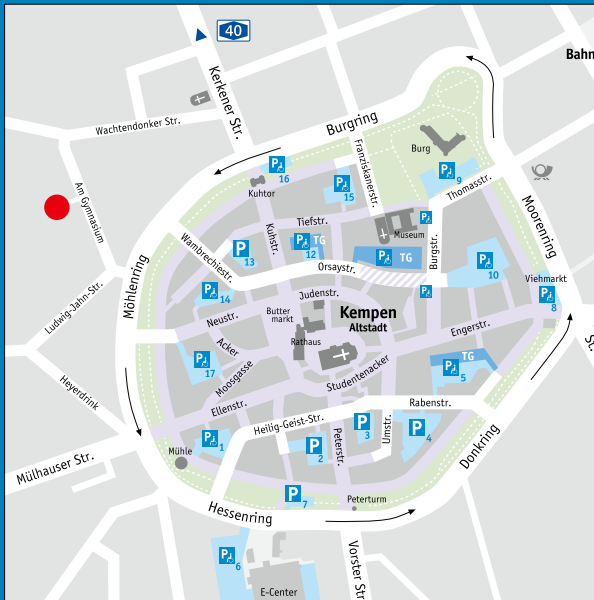 40
Bahn
Kerkener Str.
Wachtendonker Str.
Burgring
Burg
Franziskanerstr.
P
16
Kuhtor
P
15
P
9
Thomasstr.
Am Gymnasium
Moorenring
Tiefstr.
P
Museum
Kuhstr.
P
12
TG
P
13
Wambrechiestr.
Orsaystr.
P
TG
Burgstr.
P
10
Viehmarkt
P
8
Möhlenring
P
14
Judenstr.
P
Ludwig-Jahn-Str.
Neustr.
Butter
markt
Kempen
Altstadt
Engerstr.
St
Rathaus
Acker
Moosgasse
P
17
TG
P
5
Studentenacker
Heyerdrink
Ellenstr.
Rabenstr.
Heilig-Geist-Str.
P
3
Umstr.
P
4
P
1
P
2
Peterstr.
Donkring
Mühle
Mülhauser Str.
P
7
Peterturm
Hessenring
P
6
Vorster Str
E-Center